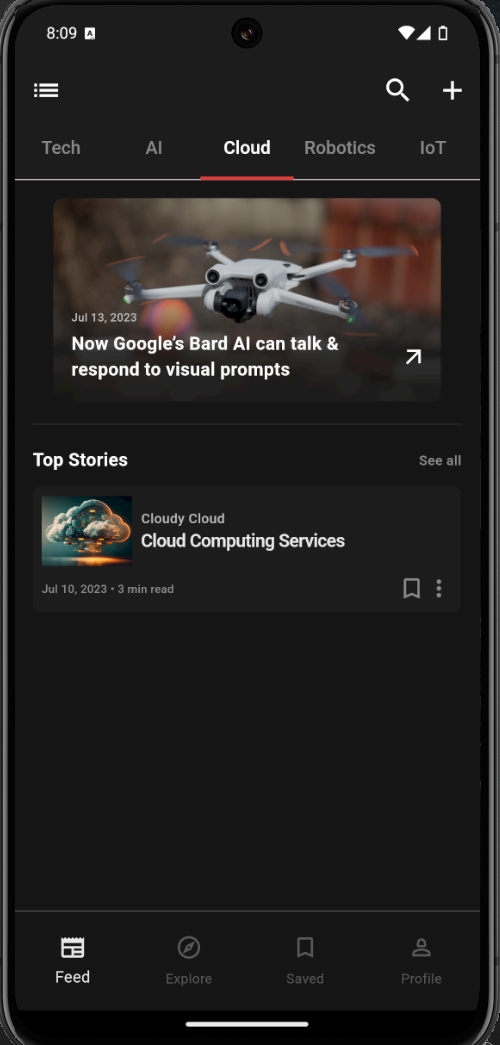 8:09
Tech AI Cloud Robotics IoT
Jul 13, 2023
Now Google's Bard AI can talk &
respond to visual prompts
Top Stories See all
Cloudy Cloud
Cloud Computing Services
Jul 10, 2023 • 3 min read
Feed Explore Saved Profile